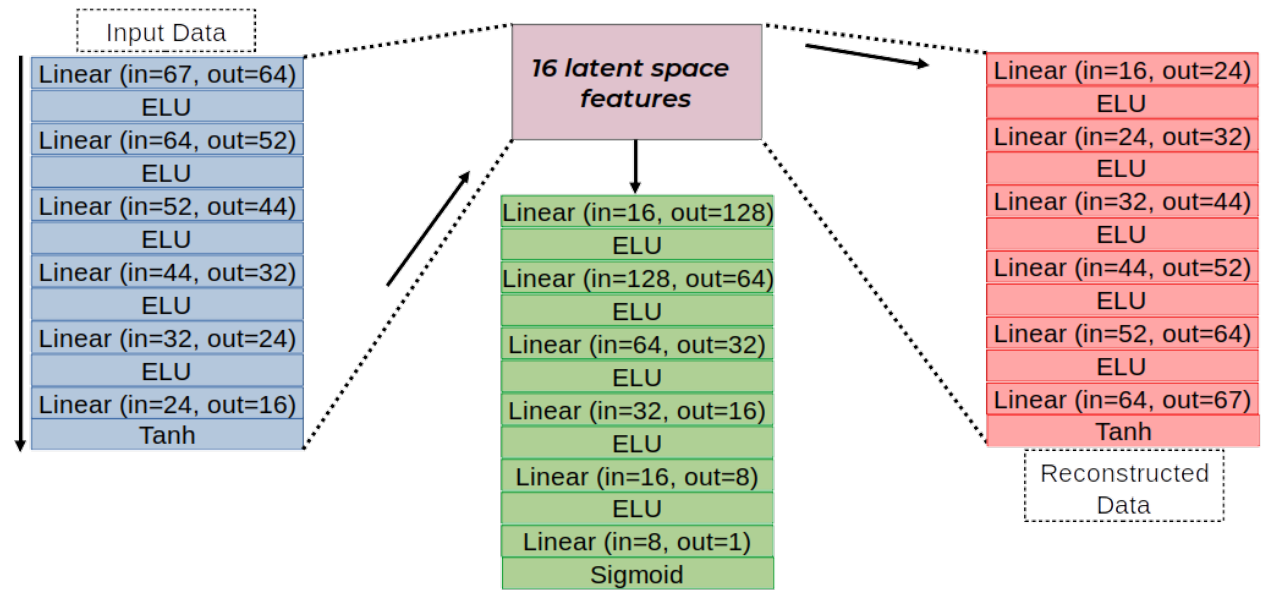 Input Data
Linear (in=67, out=64)
ELU
Linear (in=64, out=52)
ELU
Linear (in=52, out=44)
ELU
Linear (in=44, out=32)
ELU
Linear (in=32, out=24)
ELU
Linear (in=24, out=16)
Tanh
16 latent space
features
Linear (in=16, out=128)
ELU
Linear (in=128, out=64)
ELU
Linear (in=64, out=32)
ELU
Linear (in=32, out=16)
ELU
Linear (in=16, out=8)
ELU
Linear (in=8, out=1)
Sigmoid
Linear (in=16, out=24)
ELU
Linear (in=24, out=32)
ELU
Linear (in=32, out=44)
ELU
Linear (in=44, out=52)
ELU
Linear (in=52, out=64)
ELU
Linear (in=64, out=67)
Tanh
Reconstructed
Data